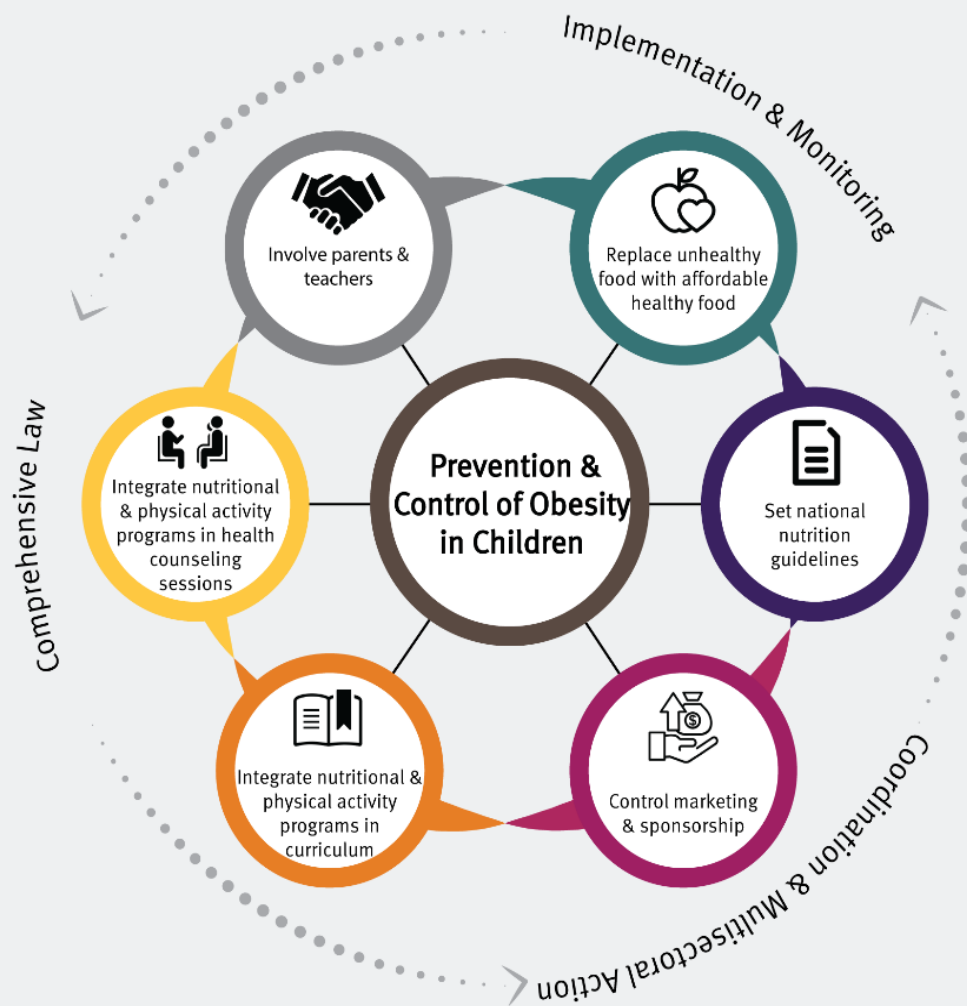 Implementation & Monitoring
Involve parents &
teachers
Replace unhealthy
food with affordable
healthy food
Comprehensive Law
Integrate nutritional
& physical activity
programs in health
counseling
sessions
Prevention &
Control of Obesity
in Children
Set national
nutrition
guidelines
Integrate nutritional &
physical activity
programs in
curriculum
$
Control marketing
& sponsorship
Coordination & Multisectoral Action